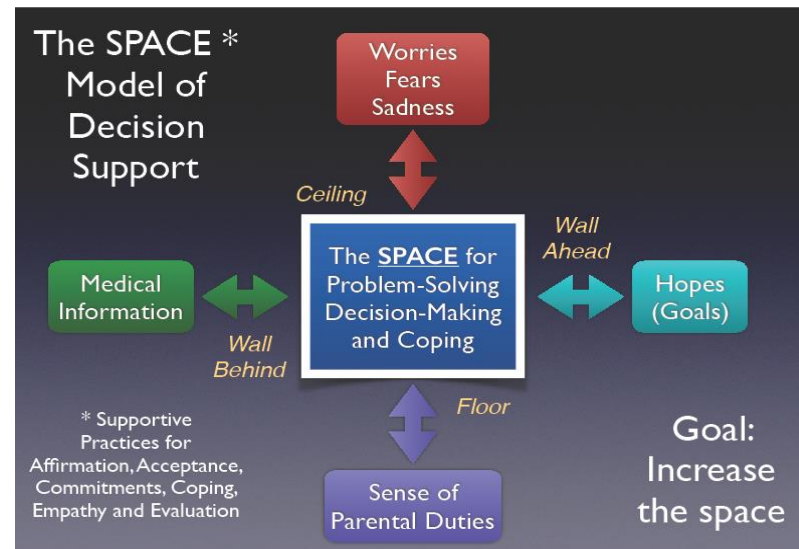 The SPACE *
Model of
Decision
Support
Worries
Fears
Sadness
Ceiling
Wall
Ahead
Medical
Information
The SPACE for
Problem-Solving
Decision-Making
and Coping
Hopes
(Goals)
Wall
Behind
Floor
* Supportive
Practices for
Affirmation, Acceptance,
Commitments, Coping,
Empathy and Evaluation
Sense of
Parental Duties
Goal:
Increase
the space